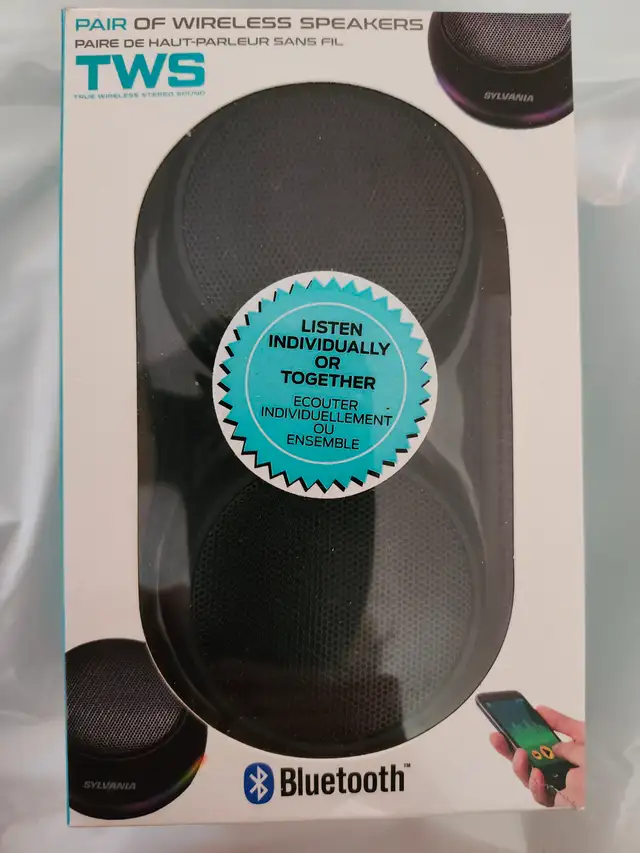 PAIR OF WIRELESS SPEAKERS
PAIRE DE HAUT-PARLEUR SANS FIL
TWS
TRUE WIRELESS STEREO SOUND
SYLVANIA
LISTEN
INDIVIDUALLY
OR
TOGETHER
ECOUTER
INDIVIDUELLEMENT
OU
ENSEMBLE
SYLVANIA
Bluetooth™